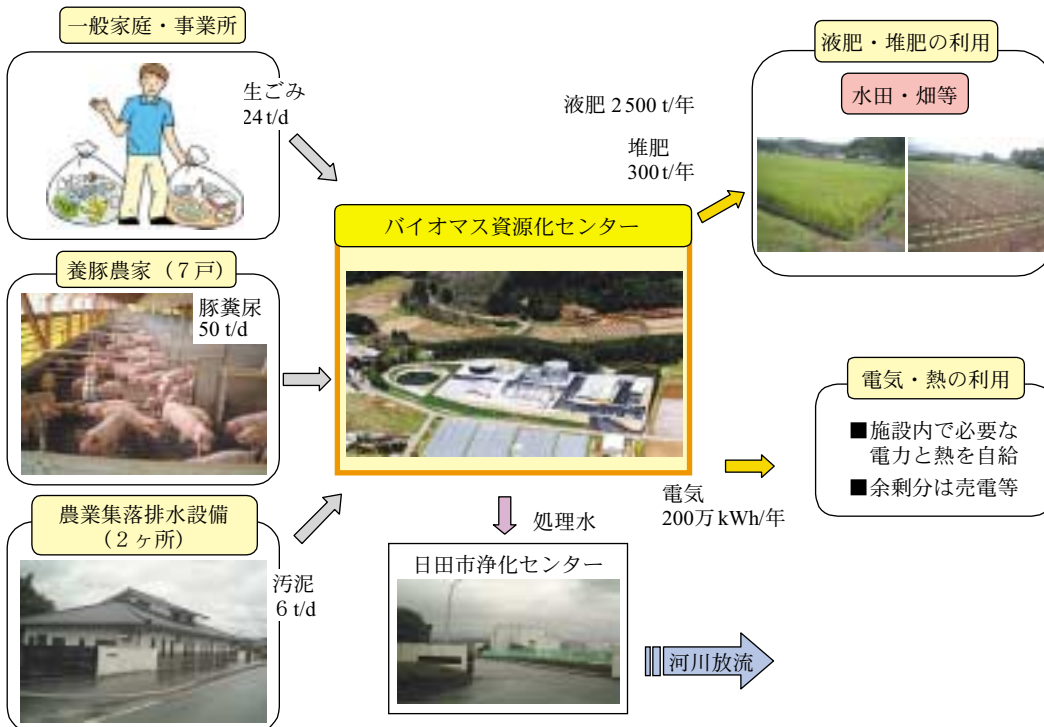 一般家庭・事業所
生ごみ
24 t/d
養豚農家（７戸）
豚糞尿
50 t/d
農業集落排水設備
（２ヶ所）
汚泥
6 t/d
バイオマス資源化センター
液肥 2 500 t/年
堆肥
300 t/年
液肥・堆肥の利用
水田・畑等
電気・熱の利用
■施設内で必要な
電力と熱を自給
■余剰分は売電等
電気
200万 kWh/年
処理水
日田市浄化センター
河川放流